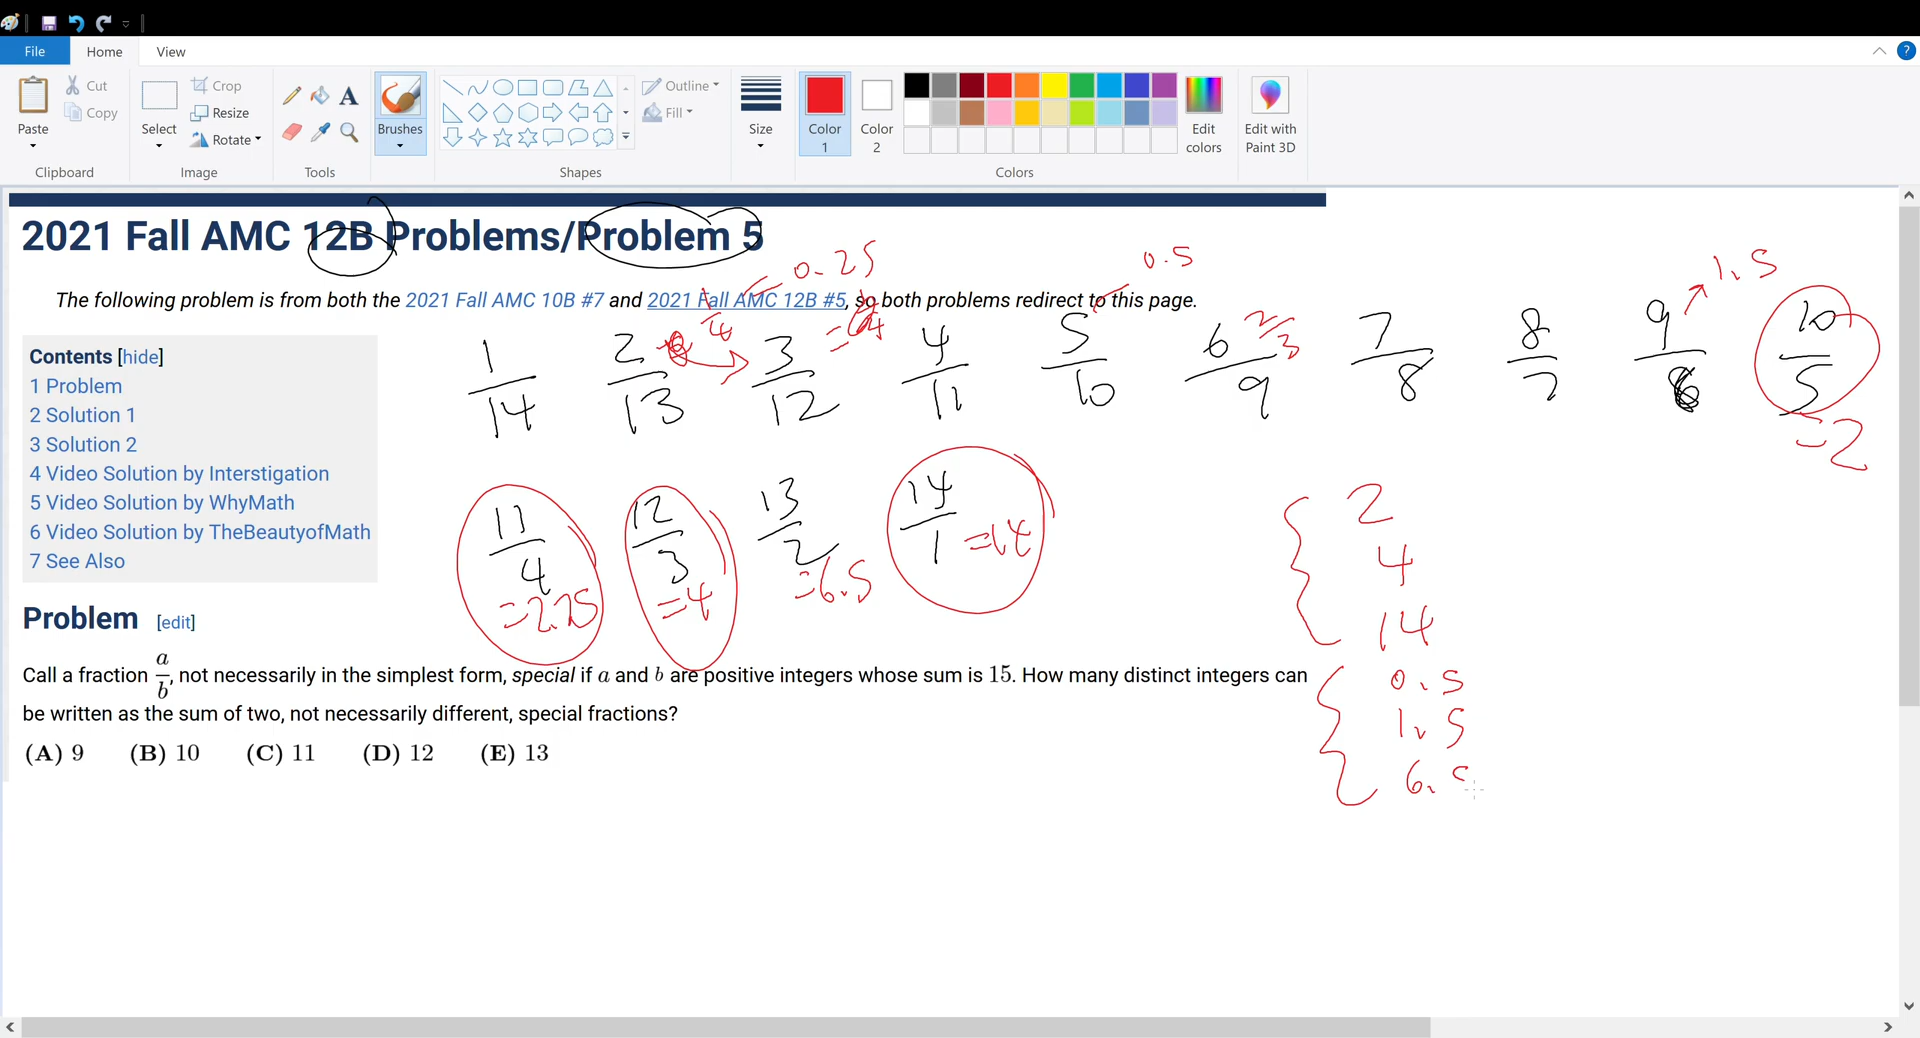 File Home View
Paste Cut Copy Select Crop Resize Rotate Brushes Outline Fill Size Color 1 Color 2 Edit colors Edit with Paint 3D
Clipboard Image Tools Shapes Colors
2021 Fall AMC 12B Problems/Problem 5
0.25 0.5 1.5
The following problem is from both the 2021 Fall AMC 10B #7 and 2021 Fall AMC 12B #5, so both problems redirect to this page.
1/14 2/13 3/12 4/11 5/10 6/9 2/3 7/8 8/7 9/6 10/5 =2
Contents [hide]
1 Problem
2 Solution 1
3 Solution 2
4 Video Solution by Interstigation
5 Video Solution by WhyMath
6 Video Solution by TheBeautyofMath
7 See Also
11/4 =2.25 12/3 =4 13/2 =6.5 14/1 =14
2
4
14
0.5
1.5
6.
Problem [edit]
Call a fraction a/b, not necessarily in the simplest form, special if a and b are positive integers whose sum is 15. How many distinct integers can
be written as the sum of two, not necessarily different, special fractions?
(A) 9 (B) 10 (C) 11 (D) 12 (E) 13